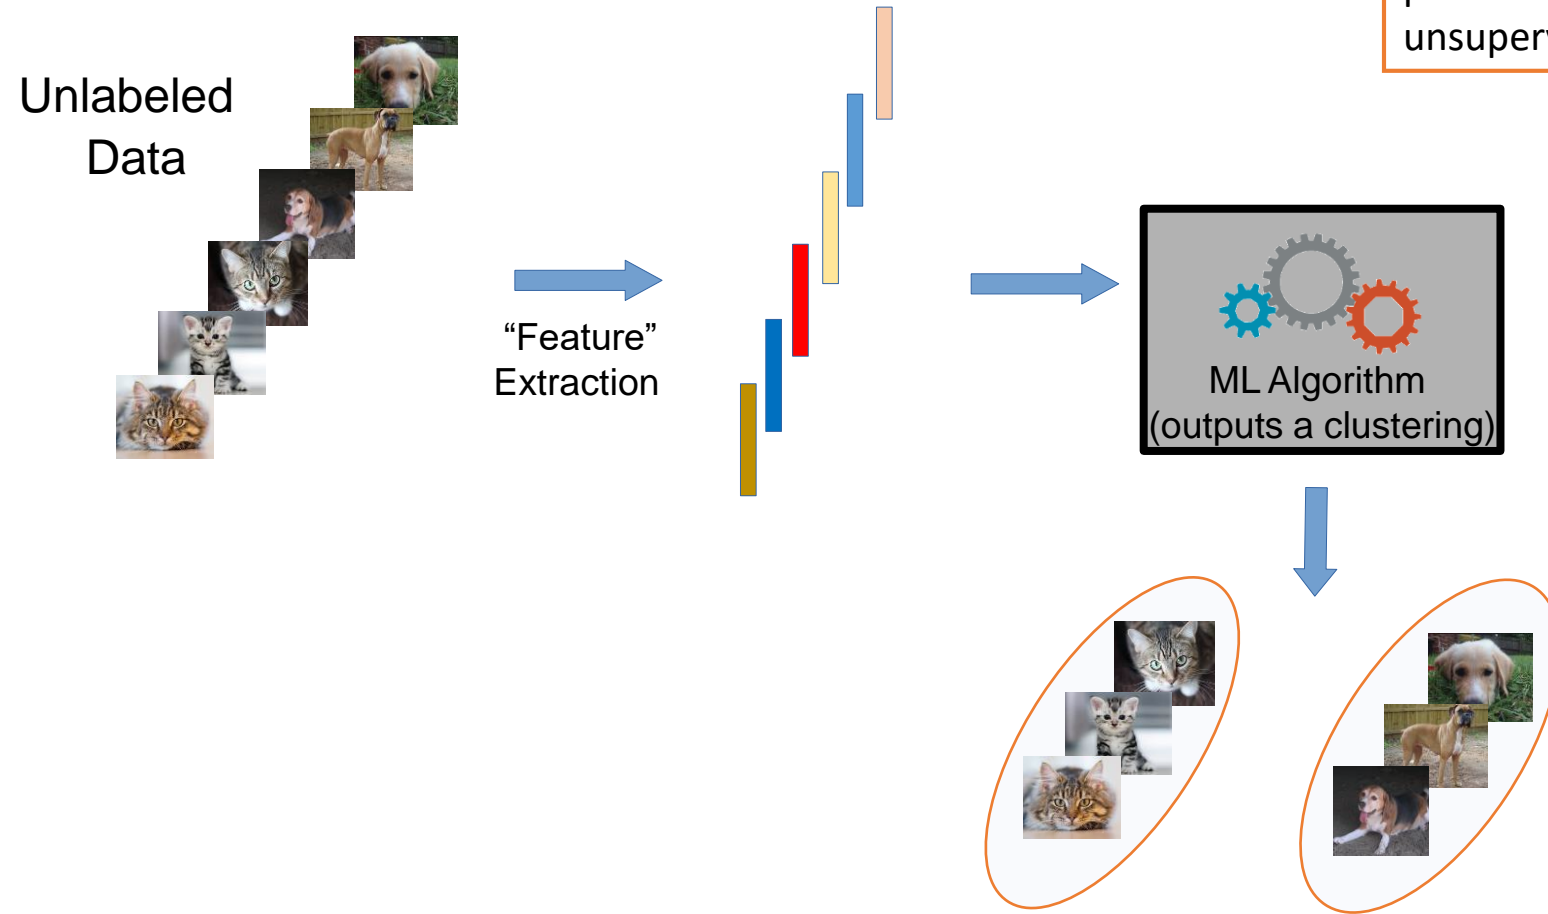 Unlabeled
Data
“Feature”
Extraction
ML Algorithm
(outputs a clustering)